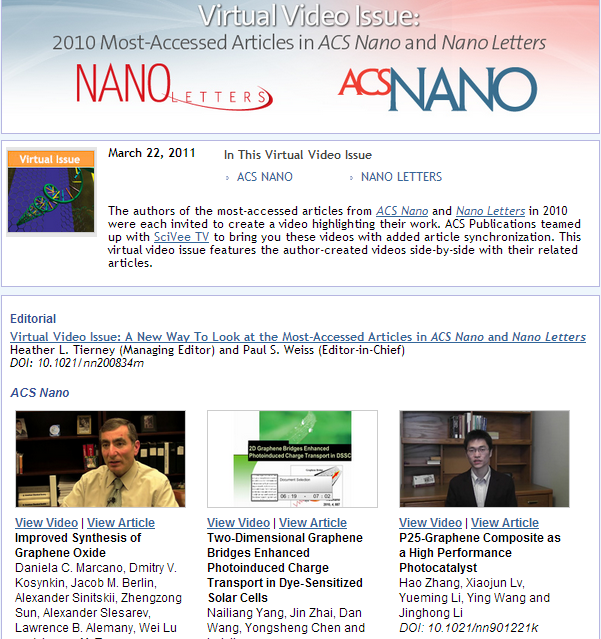 Virtual Video Issue:
2010 Most-Accessed Articles in ACS Nano and Nano Letters
NANO LETTERS
ACS NANO
Virtual Issue
March 22, 2011
In This Virtual Video Issue
ACS NANO
NANO LETTERS
The authors of the most-accessed articles from ACS Nano and Nano Letters in 2010
were each invited to create a video highlighting their work. ACS Publications teamed
up with SciVee TV to bring you these videos with added article synchronization. This
virtual video issue features the author-created videos side-by-side with their related
articles.
Editorial
Virtual Video Issue: A New Way To Look at the Most-Accessed Articles in ACS Nano and Nano Letters
Heather L. Tierney (Managing Editor) and Paul S. Weiss (Editor-in-Chief)
DOI: 10.1021/nn200834m
ACS Nano
View Video | View Article
Improved Synthesis of
Graphene Oxide
Daniela C. Marcano, Dmitry V.
Kosynkin, Jacob M. Berlin,
Alexander Sinitskii, Zhengzong
Sun, Alexander Slesarev,
Lawrence B. Alemany, Wei Lu
2D Graphene Bridges Enhanced
Photoinduced Charge Transport in DSSC
Document Selection
06 : 19 - 07 : 02
View Video | View Article
Two-Dimensional Graphene
Bridges Enhanced
Photoinduced Charge
Transport in Dye-Sensitized
Solar Cells
Nailiang Yang, Jin Zhai, Dan
Wang, Yongsheng Chen and
View Video | View Article
P25-Graphene Composite as
a High Performance
Photocatalyst
Hao Zhang, Xiaojun Lv,
Yueming Li, Ying Wang and
Jinghong Li
DOI: 10.1021/nn901221k